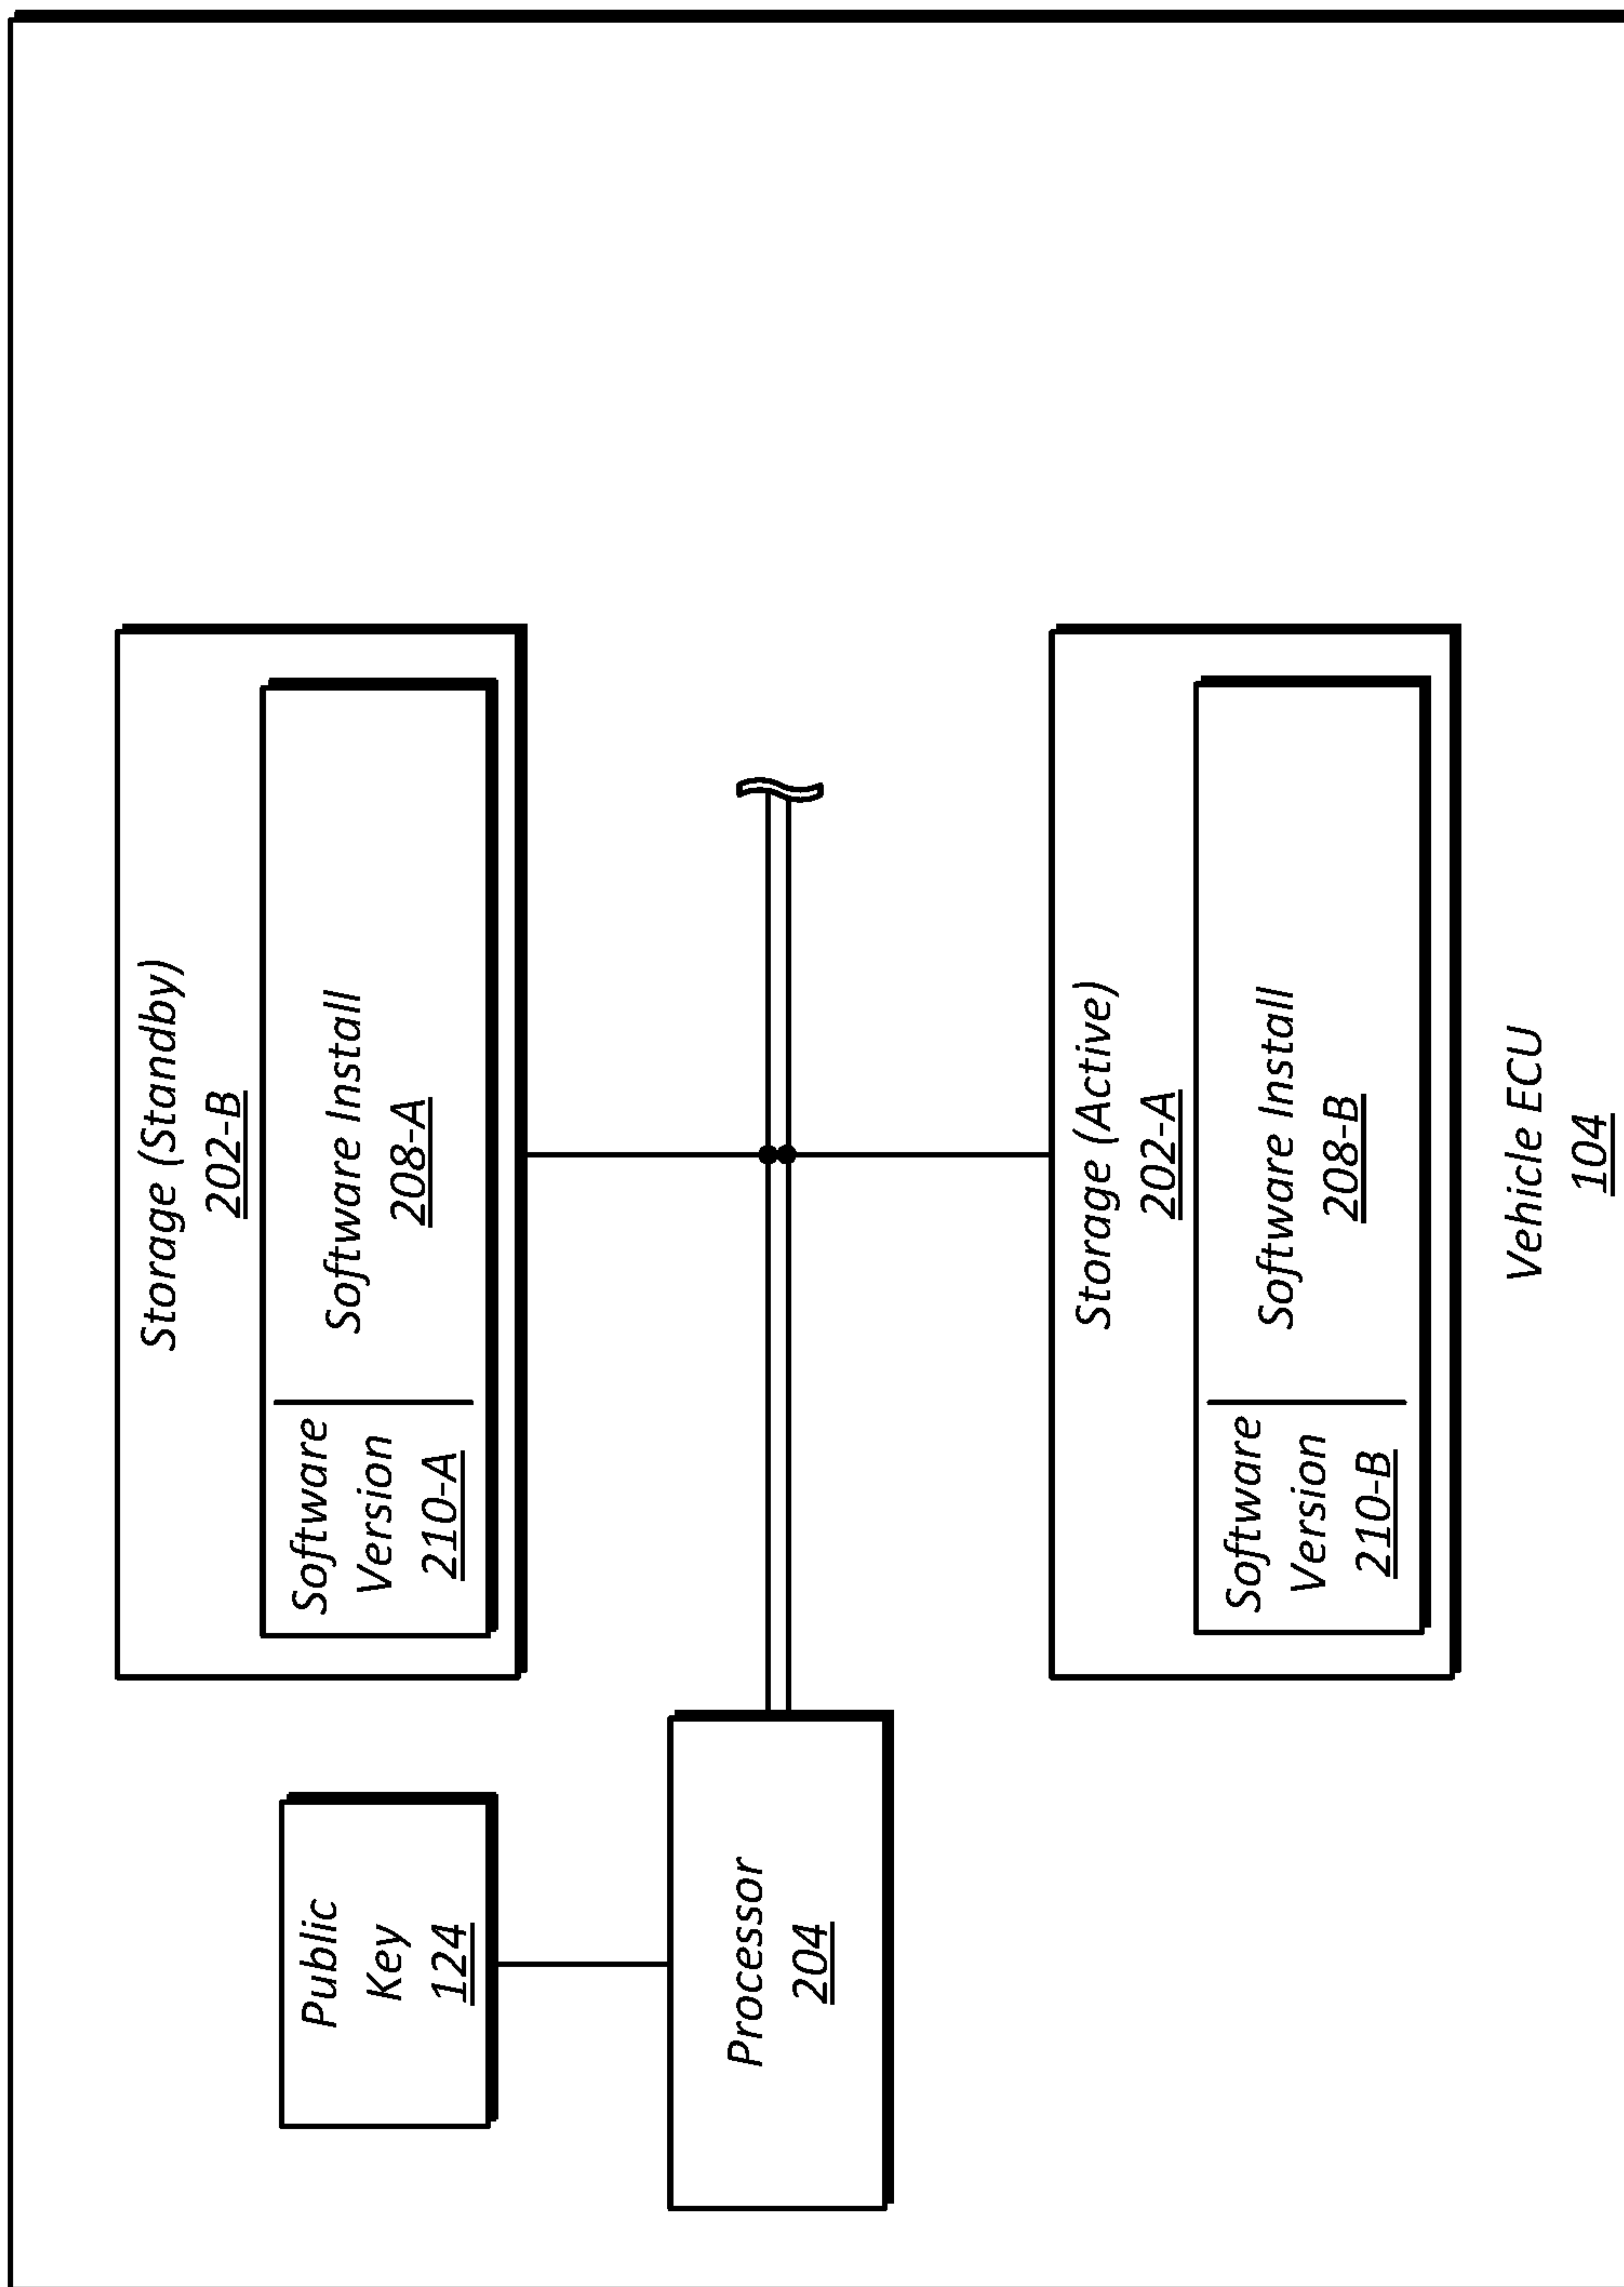 Storage (Standby)
202-B
Software
Version
210-A
Software Install
208-A
Public
Key
124
Processor
204
Storage (Active)
202-A
Software
Version
210-B
Software Install
208-B
Vehicle ECU
104